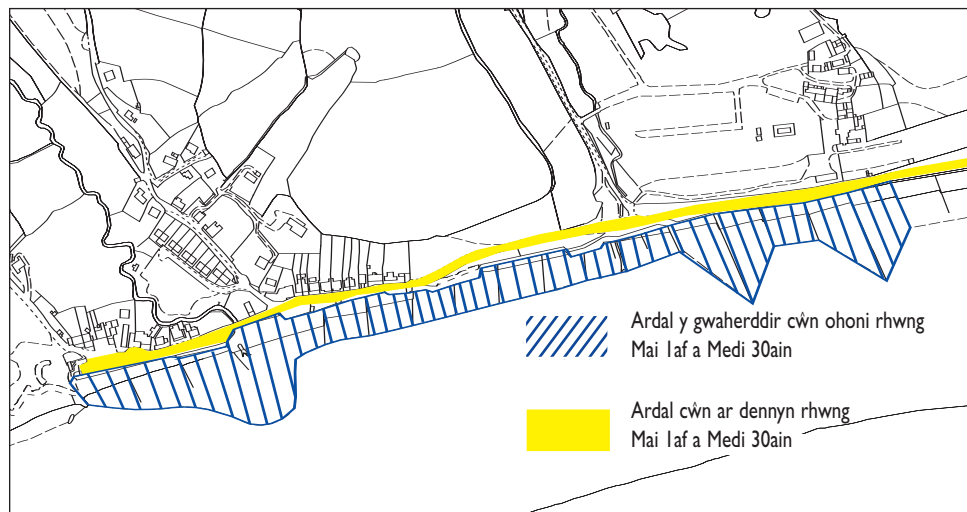 Ardal y gwaherddir cŵn ohoni rhwng
Mai 1af a Medi 30ain
Ardal cŵn ar dennyn rhwng
Mai 1af a Medi 30ain